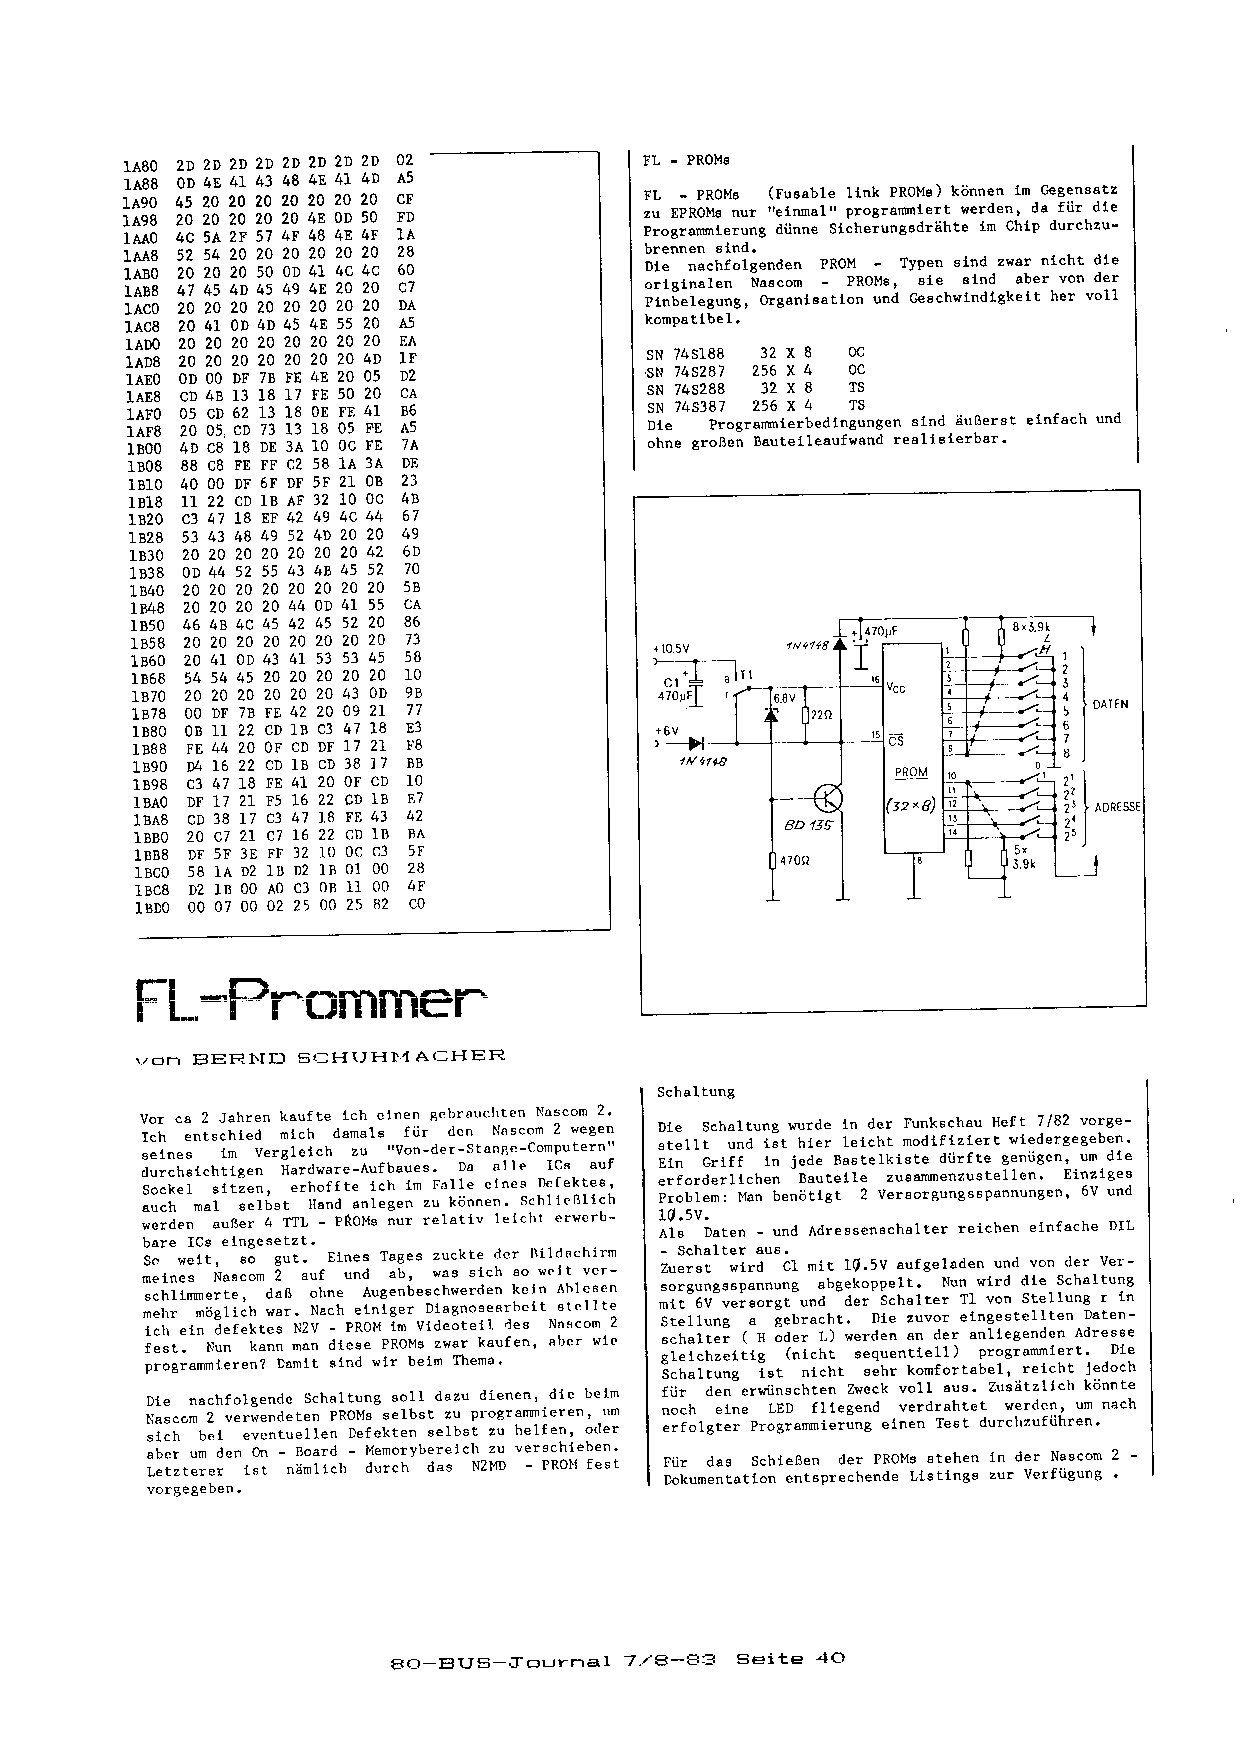 1A80 2D 2D 2D 2D 2D 2D 2D 2D 02
1A88 0D 4E 41 43 48 4E 41 4D A5
1A90 45 20 20 20 20 20 20 20 CF
1A98 20 20 20 20 20 4E 0D 50 FD
1AA0 4C 5A 2F 57 4F 48 4E 4F 1A
1AA8 52 54 20 20 20 20 20 20 28
1AB0 20 20 20 50 0D 41 4C 4C 60
1AB8 47 45 4D 45 49 4E 20 20 C7
1AC0 20 20 20 20 20 20 20 20 DA
1AC8 20 41 0D 4D 45 4E 55 20 A5
1AD0 20 20 20 20 20 20 20 20 EA
1AD8 20 20 20 20 20 20 20 4D 1F
1AE0 0D 00 DF 7B FE 4E 20 05 D2
1AE8 CD 4B 13 18 17 FE 50 20 CA
1AF0 05 CD 62 13 18 0E FE 41 B6
1AF8 20 05 CD 73 13 18 05 FE A5
1B00 4D C8 18 DE 3A 10 0C FE 7A
1B08 88 C8 FE FF C2 58 1A 3A DE
1B10 40 00 DF 6F DF 5F 21 0B 23
1B18 11 22 CD 1B AF 32 10 0C 4B
1B20 C3 47 18 EF 42 49 4C 44 67
1B28 53 43 48 49 52 4D 20 20 49
1B30 20 20 20 20 20 20 20 42 6D
1B38 0D 44 52 55 43 4B 45 52 70
1B40 20 20 20 20 20 20 20 20 5B
1B48 20 20 20 20 44 0D 41 55 CA
1B50 46 4B 4C 45 42 45 52 20 86
1B58 20 20 20 20 20 20 20 20 73
1B60 20 41 0D 43 41 53 53 45 58
1B68 54 54 45 20 20 20 20 20 10
1B70 20 20 20 20 20 20 43 0D 9B
1B78 00 DF 7B FE 42 20 09 21 77
1B80 0B 11 22 CD 1B C3 47 18 E3
1B88 FE 44 20 0F CD DF 17 21 F8
1B90 D4 16 22 CD 1B CD 38 17 BB
1B98 C3 47 18 FE 41 20 0F CD 10
1BA0 DF 17 21 F5 16 22 CD 1B E7
1BA8 CD 38 17 C3 47 18 FE 43 42
1BB0 20 C7 21 C7 16 22 CD 1B BA
1BB8 DF 5F 3E FF 32 10 0C C3 5F
1BC0 58 1A D2 1B D2 1B 01 00 28
1BC8 D2 1B 00 A0 C3 0B 11 00 4F
1BD0 00 07 00 02 25 00 25 82 C0
FL-Prommer
von BERND SCHUHMACHER
Vor ca 2 Jahren kaufte ich einen gebrauchten Nascom 2.
Ich entschied mich damals für den Nascom 2 wegen
seines im Vergleich zu "Von-der-Stange-Computern"
durchsichtigen Hardware-Aufbaues. Da alle ICs auf
Sockel sitzen, erhoffte ich im Falle eines Defektes,
auch mal selbst Hand anlegen zu können. Schließlich
werden außer 4 TTL - PROMs nur relativ leicht erwerb-
bare ICs eingesetzt.
So weit, so gut. Eines Tages zuckte der Bildschirm
meines Nascom 2 auf und ab, was sich so weit ver-
schlimmerte, daß ohne Augenbeschwerden kein Ablesen
mehr möglich war. Nach einiger Diagnosearbeit stellte
ich ein defektes N2V - PROM im Videoteil des Nascom 2
fest. Nun kann man diese PROMs zwar kaufen, aber wie
programmieren? Damit sind wir beim Thema.
Die nachfolgende Schaltung soll dazu dienen, die beim
Nascom 2 verwendeten PROMs selbst zu programmieren, um
sich bei eventuellen Defekten selbst zu helfen, oder
aber um den On - Board - Memorybereich zu verschieben.
Letzterer ist nämlich durch das N2MD - PROM fest
vorgegeben.
FL - PROMs
FL - PROMs (Fusable link PROMs) können im Gegensatz
zu EPROMs nur "einmal" programmiert werden, da für die
Programmierung dünne Sicherungsdrähte im Chip durchzu-
brennen sind.
Die nachfolgenden PROM - Typen sind zwar nicht die
originalen Nascom - PROMs, sie sind aber von der
Pinbelegung, Organisation und Geschwindigkeit her voll
kompatibel.
SN 74S188 32 X 8 OC
SN 74S287 256 X 4 OC
SN 74S288 32 X 8 TS
SN 74S387 256 X 4 TS
Die Programmierbedingungen sind äußerst einfach und
ohne großen Bauteileaufwand realisierbar.
+10.5V
C1
470µF
+6V
1N4148
a T1
r
1N4148
470µF
6.8V
22Ω
BD 135
470Ω
16
VCC
15
CS
PROM
(32×8)
8
1
2
3
4
5
6
7
8
10
11
12
13
14
8×3.9k
L
H
1
2
3
4
5
6
7
8
DATEN
0
1
2¹
2²
2³
2⁴
2⁵
ADRESSE
5x
3.9k
Schaltung
Die Schaltung wurde in der Funkschau Heft 7/82 vorge-
stellt und ist hier leicht modifiziert wiedergegeben.
Ein Griff in jede Bastelkiste dürfte genügen, um die
erforderlichen Bauteile zusammenzustellen. Einziges
Problem: Man benötigt 2 Versorgungsspannungen, 6V und
10.5V.
Als Daten - und Adressenschalter reichen einfache DIL
- Schalter aus.
Zuerst wird C1 mit 10.5V aufgeladen und von der Ver-
sorgungsspannung abgekoppelt. Nun wird die Schaltung
mit 6V versorgt und der Schalter T1 von Stellung r in
Stellung a gebracht. Die zuvor eingestellten Daten-
schalter ( H oder L) werden an der anliegenden Adresse
gleichzeitig (nicht sequentiell) programmiert. Die
Schaltung ist nicht sehr komfortabel, reicht jedoch
für den erwünschten Zweck voll aus. Zusätzlich könnte
noch eine LED fliegend verdrahtet werden, um nach
erfolgter Programmierung einen Test durchzuführen.
Für das Schießen der PROMs stehen in der Nascom 2 -
Dokumentation entsprechende Listings zur Verfügung .
80-BUS-Journal 7/8-83 Seite 40